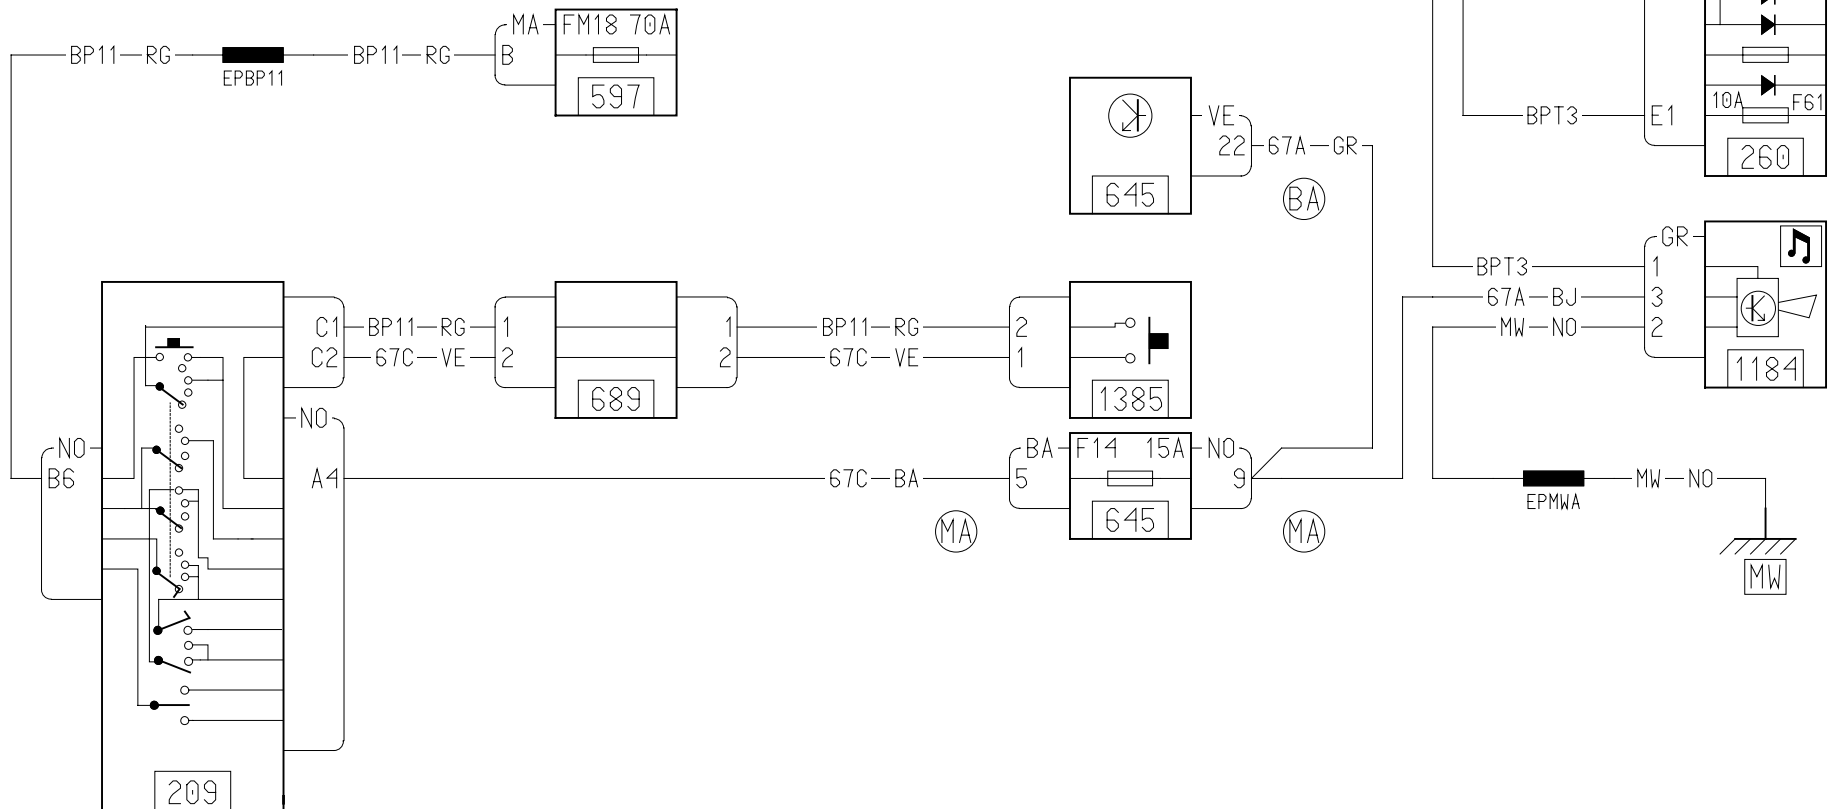 MA FM18 70A
BP11 RG BP11 RG B
EPBP11
597
10A F61
VE BPT3 E1
22 67A GR
260
645
BA
GR
BPT3 1
67A BJ 3
C1 BP11 RG 1 1 BP11 RG 2 MW NO 2
C2 67C VE 2 2 67C VE 1
1184
689 1385
NO
NO BA F14 15A NO
B6 A4 67C BA 5 9 MW NO
EPMWA
645
MA MA
MW
209